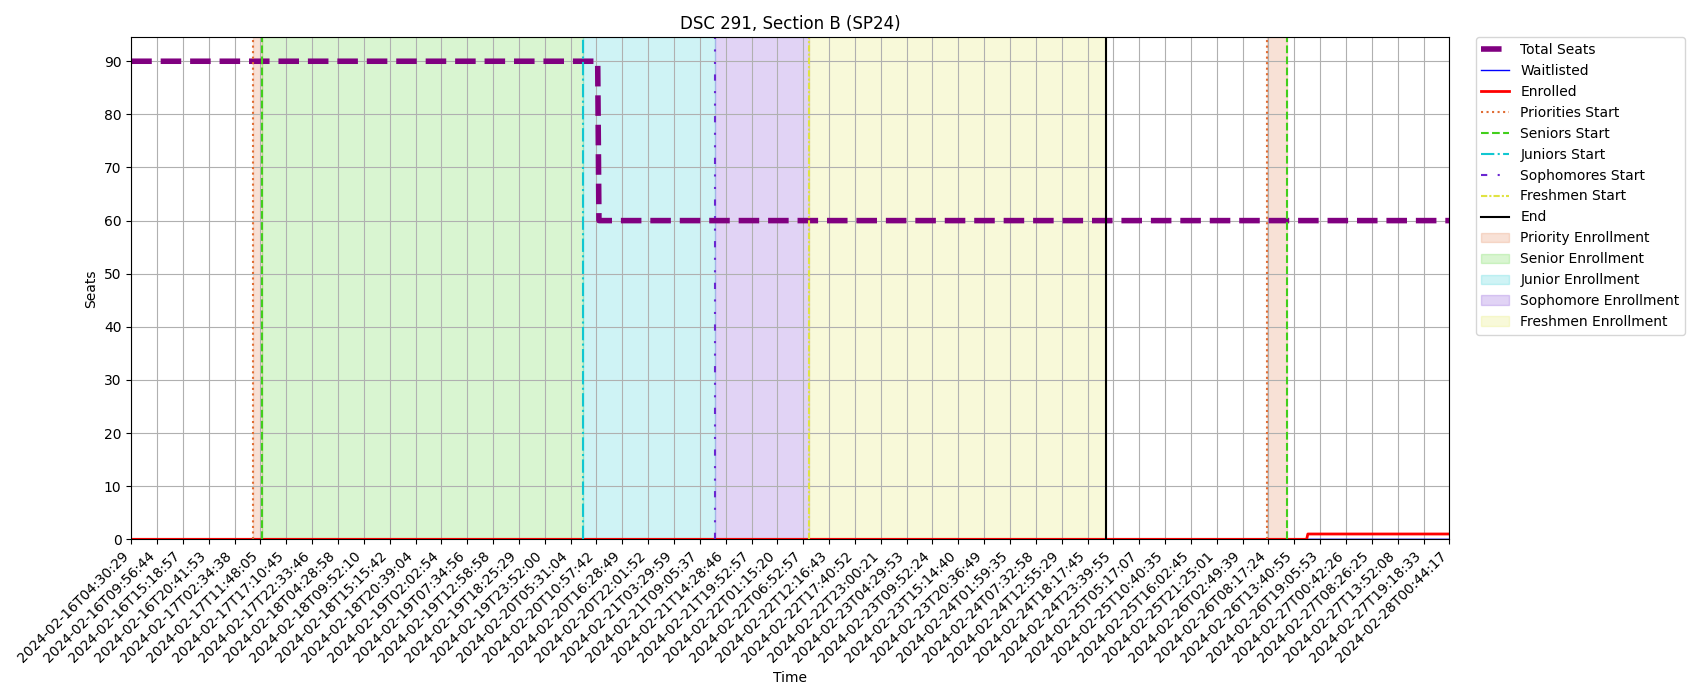 DSC 291, Section B (SP24)
Total Seats
Waitlisted
Enrolled
Priorities Start
Seniors Start
Juniors Start
Sophomores Start
Freshmen Start
End
Priority Enrollment
Senior Enrollment
Junior Enrollment
Sophomore Enrollment
Freshmen Enrollment
Seats
90
80
70
60
50
40
30
20
10
0
2024-02-16T04:30:29
2024-02-16T09:56:44
2024-02-16T15:18:57
2024-02-16T20:41:53
2024-02-17T02:34:38
2024-02-17T11:48:05
2024-02-17T17:10:45
2024-02-17T22:33:46
2024-02-18T04:28:58
2024-02-18T09:52:10
2024-02-18T15:15:42
2024-02-18T20:39:04
2024-02-19T02:02:54
2024-02-19T07:34:56
2024-02-19T12:58:58
2024-02-19T18:25:29
2024-02-19T23:52:00
2024-02-20T05:31:04
2024-02-20T10:57:42
2024-02-20T16:28:49
2024-02-20T22:01:52
2024-02-21T03:29:59
2024-02-21T09:05:37
2024-02-21T14:28:46
2024-02-21T19:52:57
2024-02-22T01:15:20
2024-02-22T06:52:57
2024-02-22T12:16:43
2024-02-22T17:40:52
2024-02-22T23:00:21
2024-02-23T04:29:53
2024-02-23T09:52:24
2024-02-23T15:14:40
2024-02-23T20:36:49
2024-02-24T01:59:35
2024-02-24T07:32:58
2024-02-24T12:55:29
2024-02-24T18:17:45
2024-02-24T23:39:55
2024-02-25T05:17:07
2024-02-25T10:40:35
2024-02-25T16:02:45
2024-02-25T21:25:01
2024-02-26T02:49:39
2024-02-26T08:17:24
2024-02-26T13:40:55
2024-02-26T19:05:53
2024-02-27T00:42:26
2024-02-27T08:26:25
2024-02-27T13:52:08
2024-02-27T19:18:33
2024-02-28T00:44:17
Time